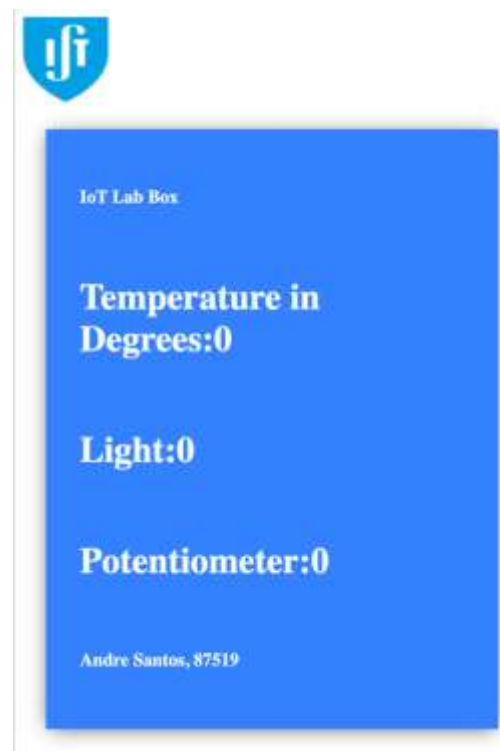 IST
IoT Lab Box
Temperature in
Degrees:0
Light:0
Potentiometer:0
Andre Santos, 87519